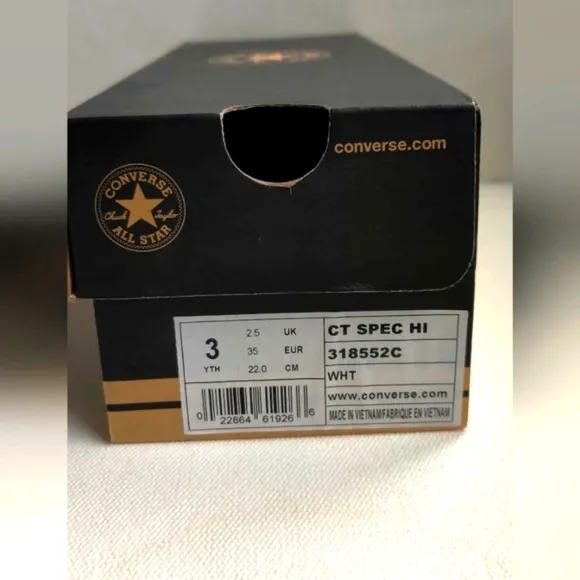 converse.com
CONVERSE
Chuck Taylor
ALL STAR
3 2.5 UK
35 EUR
YTH 22.0 CM
CT SPEC HI
318552C
WHT
www.converse.com
MADE IN VIETNAM/FABRIQUE EN VIETNAM
0 22864 61926 6